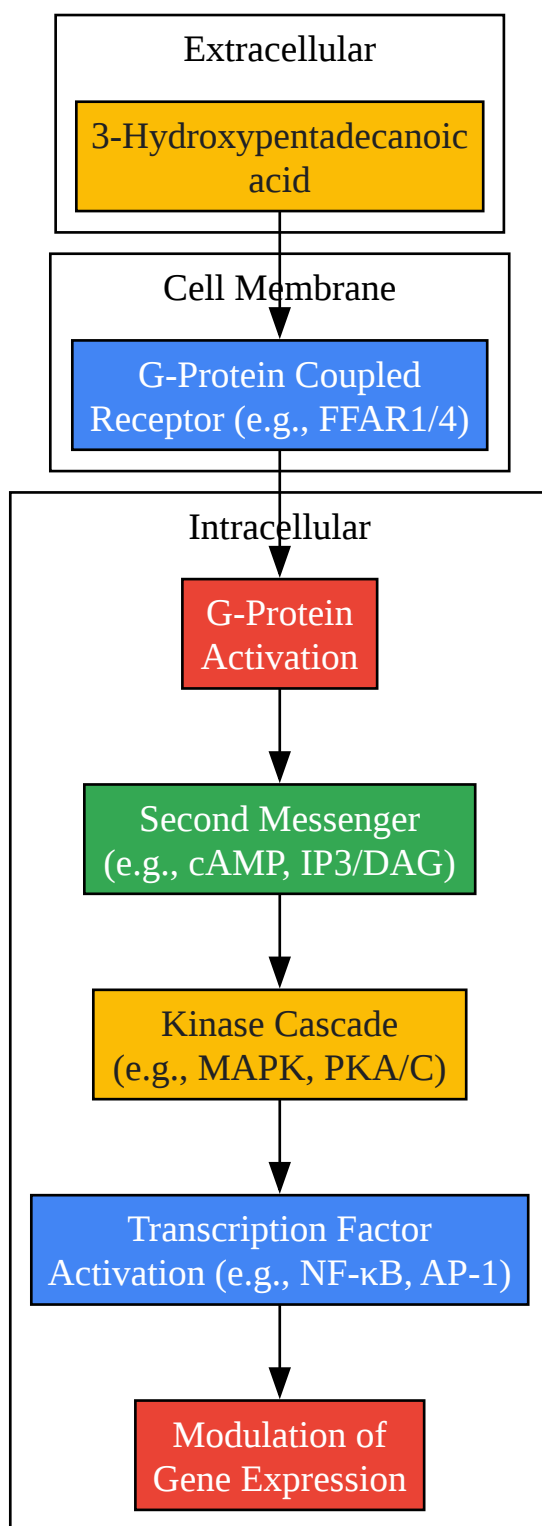 Extracellular
3-Hydroxypentadecanoic
acid
Cell Membrane
G-Protein Coupled
Receptor (e.g., FFAR1/4)
Intracellular
G-Protein
Activation
Second Messenger
(e.g., cAMP, IP3/DAG)
Kinase Cascade
(e.g., MAPK, PKA/C)
Transcription Factor
Activation (e.g., NF-κB, AP-1)
Modulation of
Gene Expression